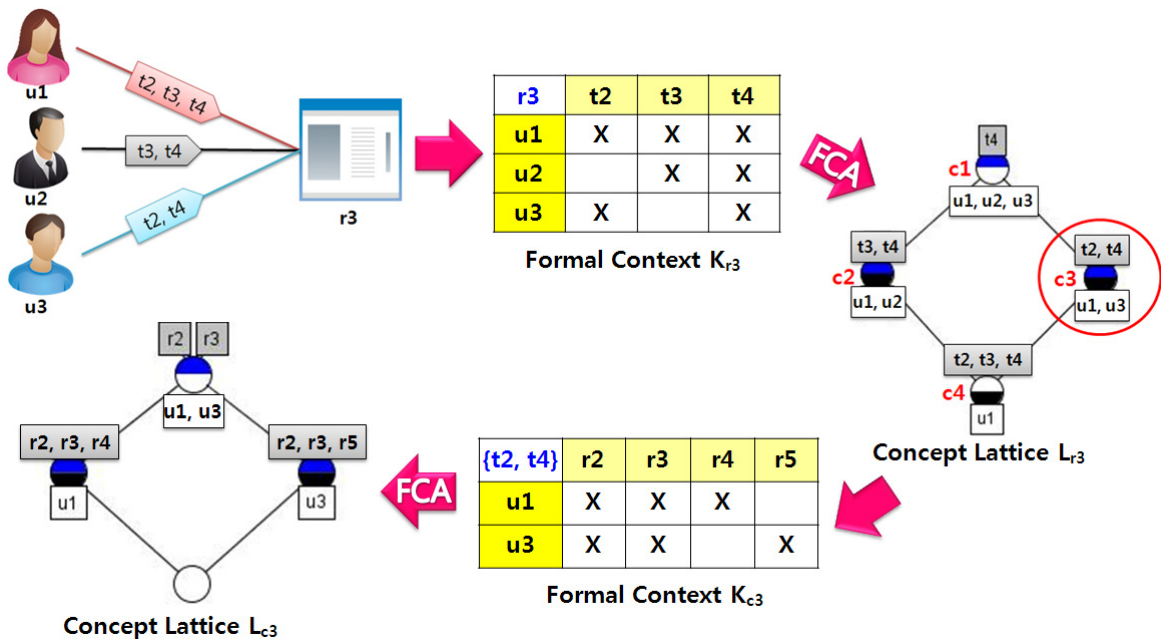 u1
t2, t3, t4
u2
t3, t4
u3
t2, t4
r3
r3 t2 t3 t4
u1 X X X
u2 X X
u3 X X
Formal Context Kr3
FCA
t4
c1
u1, u2, u3
t3, t4
c2
u1, u2
t2, t4
c3
u1, u3
t2, t3, t4
c4
u1
Concept Lattice Lr3
{t2, t4} r2 r3 r4 r5
u1 X X X
u3 X X X
Formal Context Kc3
FCA
r2 r3
u1, u3
r2, r3, r4
u1
r2, r3, r5
u3
Concept Lattice Lc3